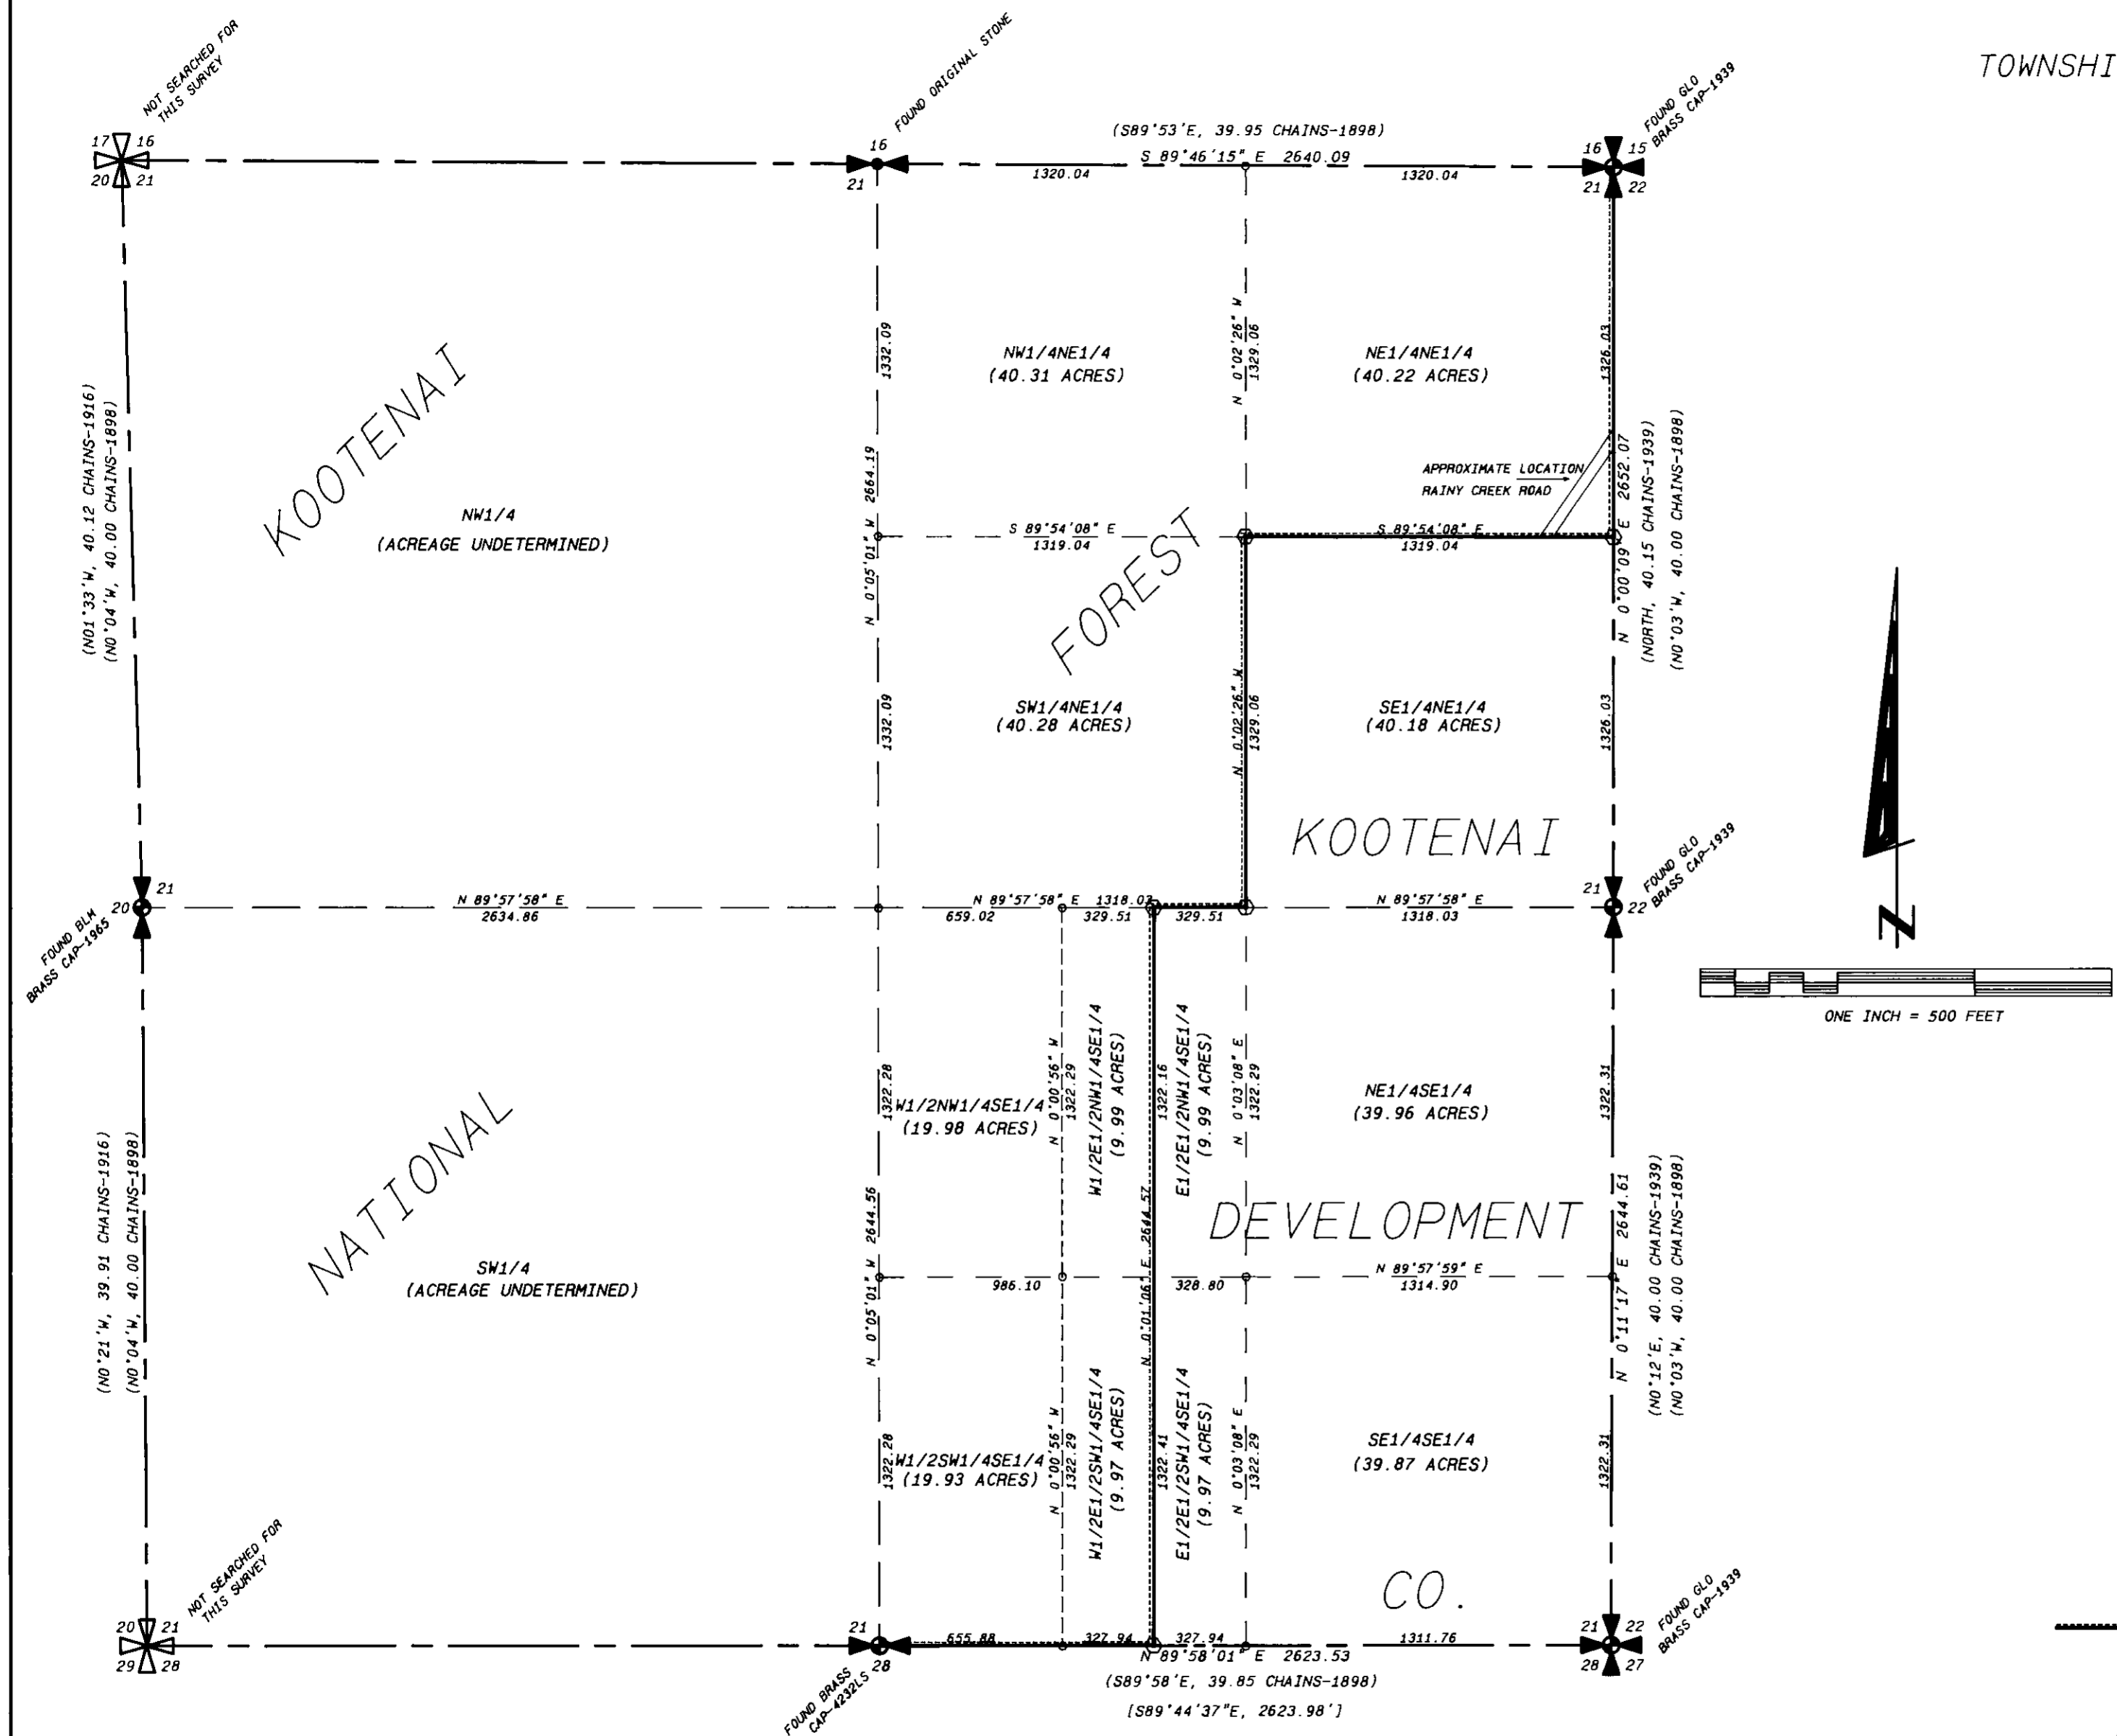 TOWNSHI
NOT SEARCHED FOR
THIS SURVEY
17 16
20 21
FOUND ORIGINAL STONE
16
21
(S89°53'E, 39.95 CHAINS-1898)
S 89°46'15" E 2640.09
1320.04
1320.04
FOUND GLO
BRASS CAP-1939
16 15
21 22
(N01°33'W, 40.12 CHAINS-1916)
(N0°04'W, 40.00 CHAINS-1898)
KOOTENAI
NW1/4
(ACREAGE UNDETERMINED)
1332.09
N 0°05'01" W 2664.19
1332.09
NW1/4NE1/4
(40.31 ACRES)
N 0°02'26" W
1329.06
NE1/4NE1/4
(40.22 ACRES)
1326.03
APPROXIMATE LOCATION
RAINY CREEK ROAD
N 0°00'09" E 2652.07
(NORTH, 40.15 CHAINS-1939)
(N0°03'W, 40.00 CHAINS-1898)
S 89°54'08" E
1319.04
S 89°54'08" E
1319.04
FOREST
SW1/4NE1/4
(40.28 ACRES)
N 0°02'26" W
1329.06
SE1/4NE1/4
(40.18 ACRES)
1326.03
KOOTENAI
FOUND BLM
BRASS CAP-1965
20
21
N 89°57'58" E
2634.86
N 89°57'58" E 1318.03
659.02
329.51
329.51
N 89°57'58" E
1318.03
21
22
FOUND GLO
BRASS CAP-1939
N
ONE INCH = 500 FEET
(N0°21'W, 39.91 CHAINS-1916)
(N0°04'W, 40.00 CHAINS-1898)
NATIONAL
SW1/4
(ACREAGE UNDETERMINED)
1322.28
N 0°05'01" W 2644.56
1322.28
W1/2NW1/4SE1/4
(19.98 ACRES)
N 0°00'56" W
1322.29
W1/2E1/2NW1/4SE1/4
(9.99 ACRES)
1322.16
N 0°01'06" E 2644.57
E1/2E1/2NW1/4SE1/4
(9.99 ACRES)
N 0°03'08" E
1322.29
NE1/4SE1/4
(39.96 ACRES)
1322.31
DEVELOPMENT
N 0°11'17" E 2644.61
(N0°12'E, 40.00 CHAINS-1939)
(N0°03'W, 40.00 CHAINS-1898)
986.10
328.80
N 89°57'59" E
1314.90
W1/2SW1/4SE1/4
(19.93 ACRES)
N 0°00'56" W
1322.29
W1/2E1/2SW1/4SE1/4
(9.97 ACRES)
1322.41
E1/2E1/2SW1/4SE1/4
(9.97 ACRES)
N 0°03'08" E
1322.29
SE1/4SE1/4
(39.87 ACRES)
1322.31
CO.
NOT SEARCHED FOR
THIS SURVEY
20 21
29 28
21
28
FOUND BRASS
CAP-4232LS
655.88
327.94
327.94
1311.76
N 89°58'01" E 2623.53
(S89°58'E, 39.85 CHAINS-1898)
[S89°44'37"E, 2623.98']
21 22
28 27
FOUND GLO
BRASS CAP-1939